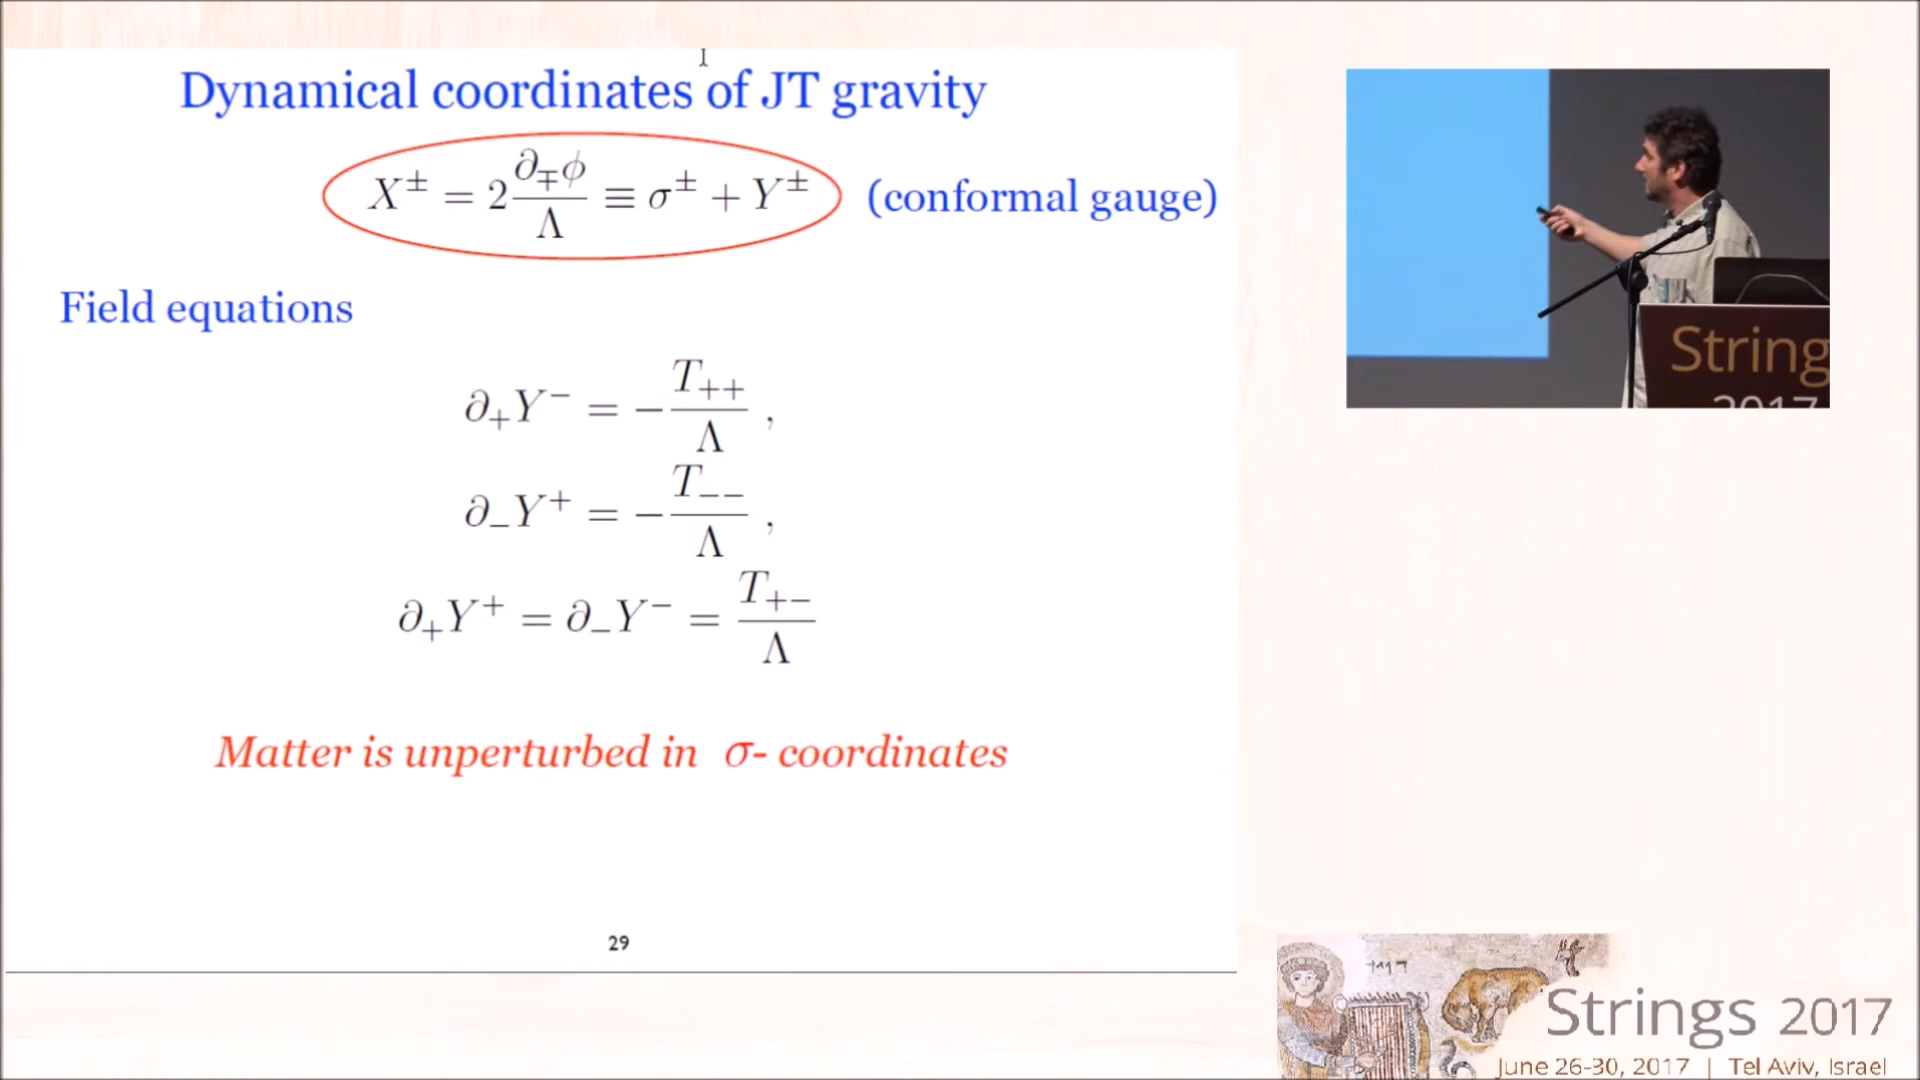 Dynamical coordinates of JT gravity
X^± = 2 ∂_∓ϕ / Λ ≡ σ^± + Y^± (conformal gauge)
Field equations
∂_+Y^- = - T_{++} / Λ ,
∂_-Y^+ = - T_{--} / Λ ,
∂_+Y^+ = ∂_-Y^- = T_{+-} / Λ
Matter is unperturbed in σ- coordinates
29
String
2017
Strings 2017
June 26-30, 2017 | Tel Aviv, Israel